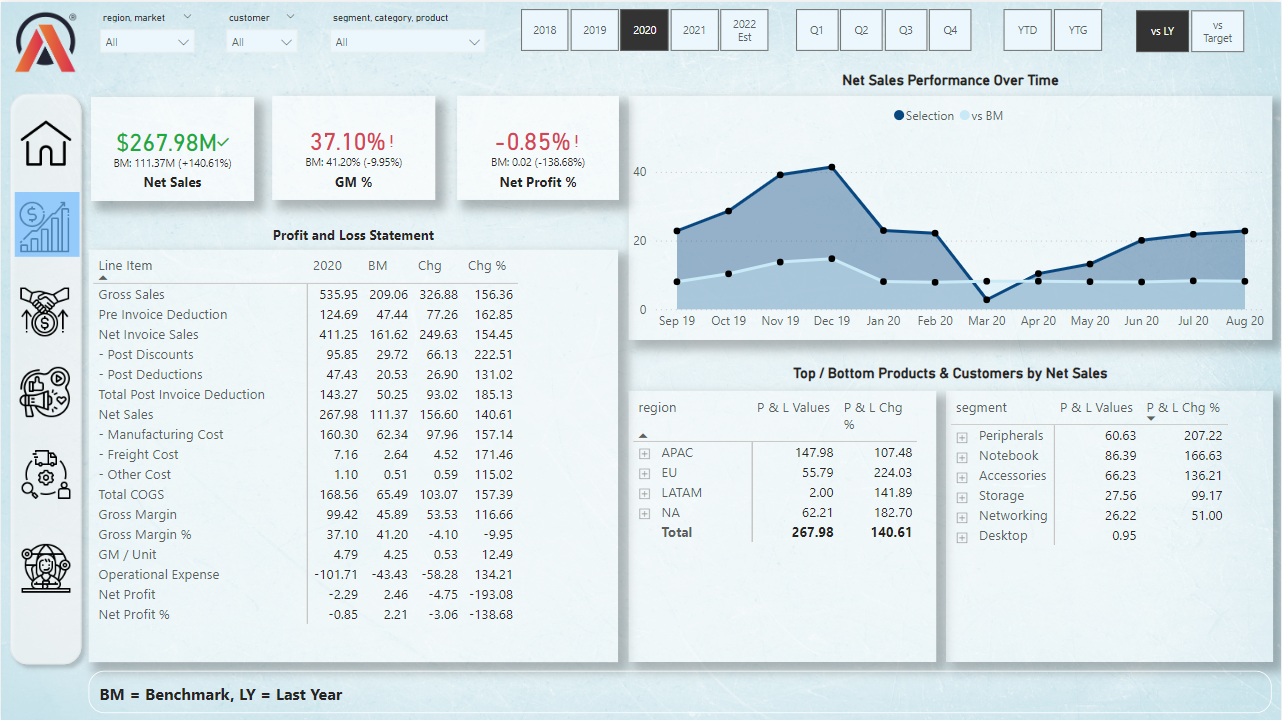 region, market
customer
segment, category, product
All
All
All
2018 2019 2020 2021 2022 Est
Q1 Q2 Q3 Q4
YTD YTG
vs LY vs Target
®
$267.98M
BM: 111.37M (+140.61%)
Net Sales
37.10%!
BM: 41.20% (-9.95%)
GM %
-0.85%!
BM: 0.02 (-138.68%)
Net Profit %
Net Sales Performance Over Time
Selection vs BM
40
20
0
Sep 19 Oct 19 Nov 19 Dec 19 Jan 20 Feb 20 Mar 20 Apr 20 May 20 Jun 20 Jul 20 Aug 20
Profit and Loss Statement
Line Item 2020 BM Chg Chg %
Gross Sales 535.95 209.06 326.88 156.36
Pre Invoice Deduction 124.69 47.44 77.26 162.85
Net Invoice Sales 411.25 161.62 249.63 154.45
- Post Discounts 95.85 29.72 66.13 222.51
- Post Deductions 47.43 20.53 26.90 131.02
Total Post Invoice Deduction 143.27 50.25 93.02 185.13
Net Sales 267.98 111.37 156.60 140.61
- Manufacturing Cost 160.30 62.34 97.96 157.14
- Freight Cost 7.16 2.64 4.52 171.46
- Other Cost 1.10 0.51 0.59 115.02
Total COGS 168.56 65.49 103.07 157.39
Gross Margin 99.42 45.89 53.53 116.66
Gross Margin % 37.10 41.20 -4.10 -9.95
GM / Unit 4.79 4.25 0.53 12.49
Operational Expense -101.71 -43.43 -58.28 134.21
Net Profit -2.29 2.46 -4.75 -193.08
Net Profit % -0.85 2.21 -3.06 -138.68
Top / Bottom Products & Customers by Net Sales
region P & L Values P & L Chg %
APAC 147.98 107.48
EU 55.79 224.03
LATAM 2.00 141.89
NA 62.21 182.70
Total 267.98 140.61
segment P & L Values P & L Chg %
Peripherals 60.63 207.22
Notebook 86.39 166.63
Accessories 66.23 136.21
Storage 27.56 99.17
Networking 26.22 51.00
Desktop 0.95
BM = Benchmark, LY = Last Year